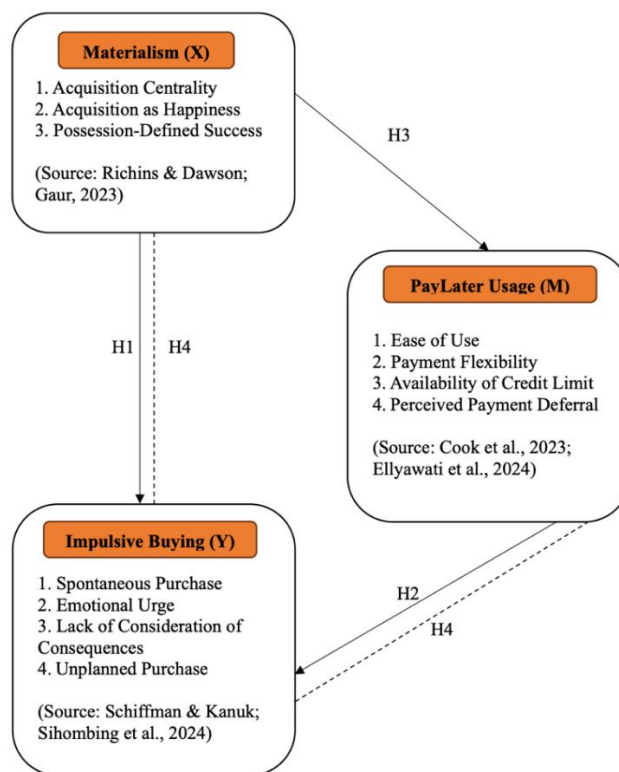 Materialism (X)
1. Acquisition Centrality
2. Acquisition as Happiness
3. Possession-Defined Success
(Source: Richins & Dawson;
Gaur, 2023)
H3
PayLater Usage (M)
1. Ease of Use
2. Payment Flexibility
3. Availability of Credit Limit
4. Perceived Payment Deferral
(Source: Cook et al., 2023;
Ellyawati et al., 2024)
H1
H4
Impulsive Buying (Y)
1. Spontaneous Purchase
2. Emotional Urge
3. Lack of Consideration of
Consequences
4. Unplanned Purchase
(Source: Schiffman & Kanuk;
Sihombing et al., 2024)
H2
H4